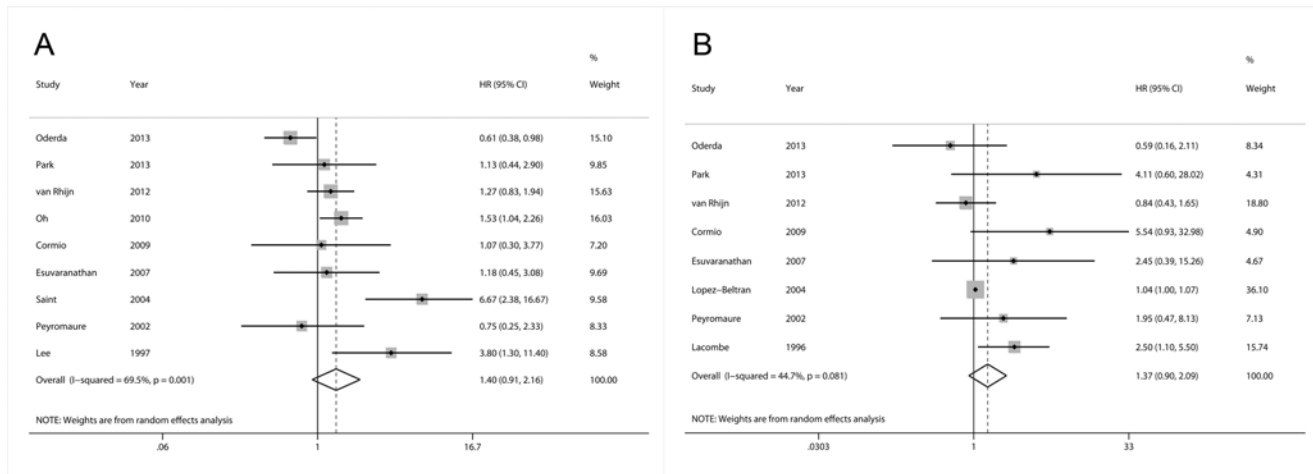 A
%
Study Year HR (95% CI) Weight
Oderda 2013 0.61 (0.38, 0.98) 15.10
Park 2013 1.13 (0.44, 2.90) 9.85
van Rhijn 2012 1.27 (0.83, 1.94) 15.63
Oh 2010 1.53 (1.04, 2.26) 16.03
Cormio 2009 1.07 (0.30, 3.77) 7.20
Esuvaranathan 2007 1.18 (0.45, 3.08) 9.69
Saint 2004 6.67 (2.38, 16.67) 9.58
Peyromaure 2002 0.75 (0.25, 2.33) 8.33
Lee 1997 3.80 (1.30, 11.40) 8.58
Overall (I-squared = 69.5%, p = 0.001) 1.40 (0.91, 2.16) 100.00
NOTE: Weights are from random effects analysis
.06 1 16.7
B
%
Study Year HR (95% CI) Weight
Oderda 2013 0.59 (0.16, 2.11) 8.34
Park 2013 4.11 (0.60, 28.02) 4.31
van Rhijn 2012 0.84 (0.43, 1.65) 18.80
Cormio 2009 5.54 (0.93, 32.98) 4.90
Esuvaranathan 2007 2.45 (0.39, 15.26) 4.67
Lopez-Beltran 2004 1.04 (1.00, 1.07) 36.10
Peyromaure 2002 1.95 (0.47, 8.13) 7.13
Lacombe 1996 2.50 (1.10, 5.50) 15.74
Overall (I-squared = 44.7%, p = 0.081) 1.37 (0.90, 2.09) 100.00
NOTE: Weights are from random effects analysis
.0303 1 33